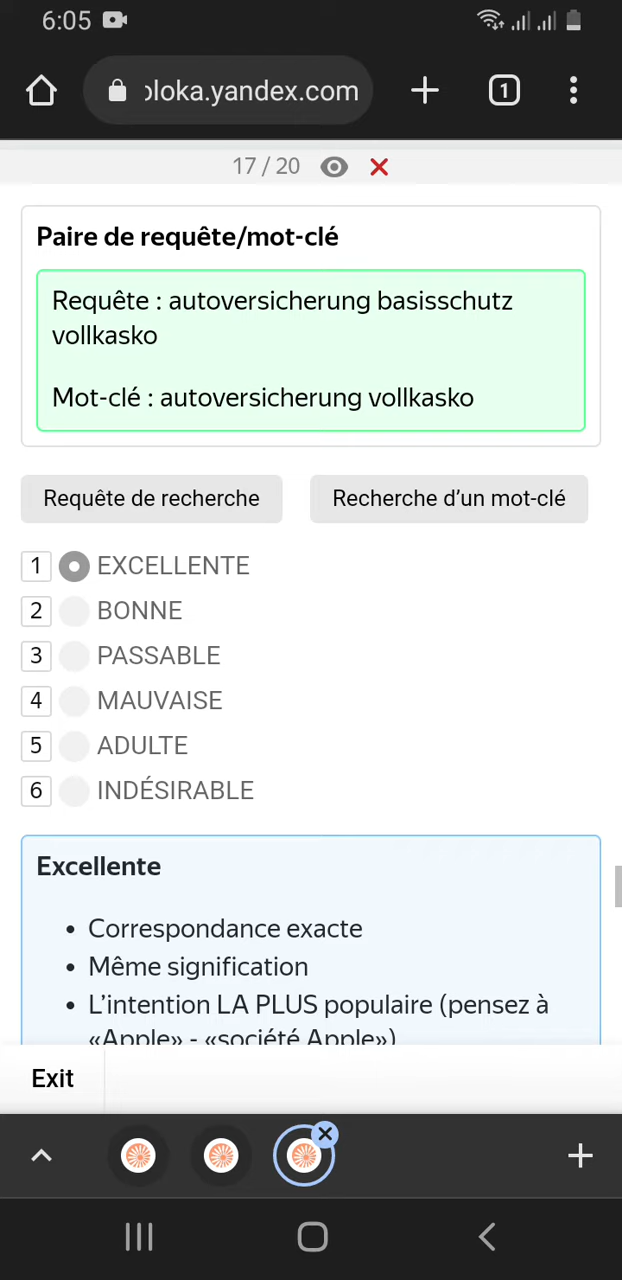 6:05
oloka.yandex.com
1
17 / 20
Paire de requête/mot-clé
Requête : autoversicherung basisschutz
vollkasko
Mot-clé : autoversicherung vollkasko
Requête de recherche
Recherche d’un mot-clé
1 EXCELLENTE
2 BONNE
3 PASSABLE
4 MAUVAISE
5 ADULTE
6 INDÉSIRABLE
Excellente
• Correspondance exacte
• Même signification
• L’intention LA PLUS populaire (pensez à
«Apple» - «société Apple»)
Exit